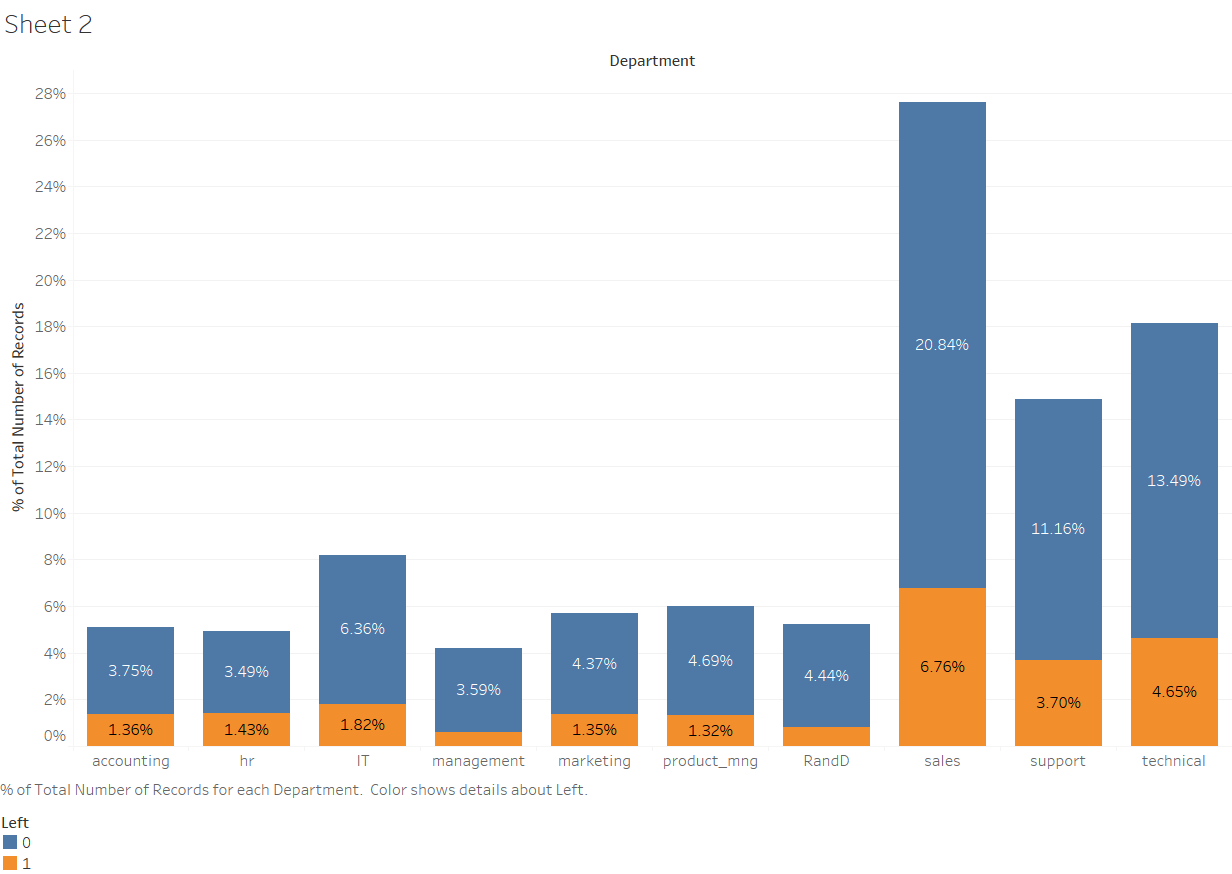 Sheet 2
Department
% of Total Number of Records
28%
26%
24%
22%
20%
18%
16%
14%
12%
10%
8%
6%
4%
2%
0%
3.75% 3.49% 6.36% 3.59% 4.37% 4.69% 4.44% 20.84% 11.16% 13.49%
1.36% 1.43% 1.82% 1.35% 1.32% 6.76% 3.70% 4.65%
accounting hr IT management marketing product_mng RandD sales support technical
% of Total Number of Records for each Department. Color shows details about Left.
Left
0
1